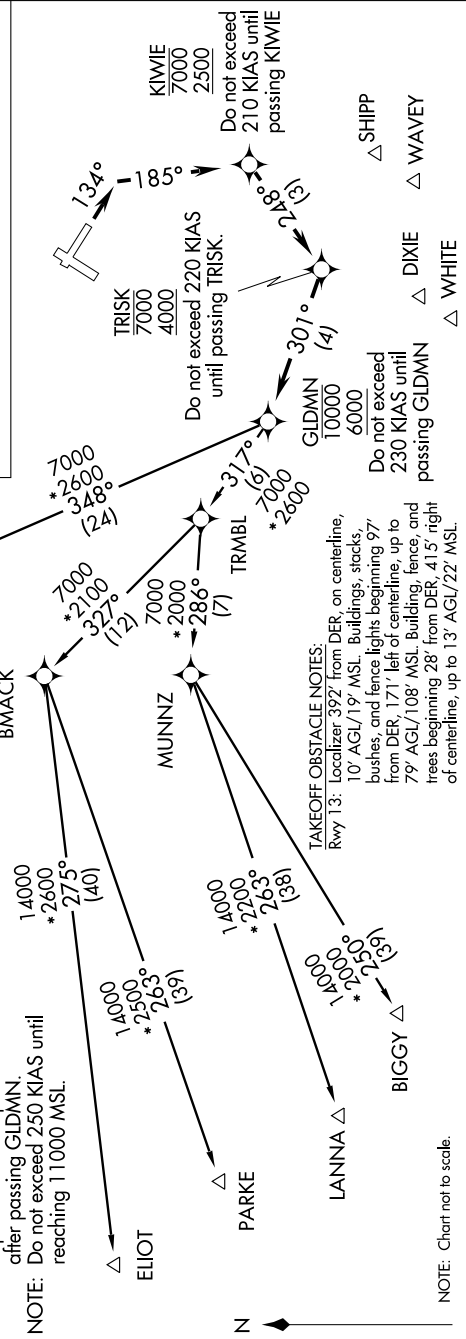 after passing GLDMN.
NOTE: Do not exceed 250 KIAS until
reaching 11000 MSL.
BMACK
7000
*2600
348°
(24)
134°
185°
KIWIE
7000
2500
Do not exceed
210 KIAS until
passing KIWIE
14000
*2600
275°
(40)
7000
*2100
327°
(12)
TRISK
7000
4000
Do not exceed 220 KIAS
until passing TRISK.
248°
(3)
ELIOT
14000
*2500
263°
(39)
PARKE
MUNNZ
7000
*2000
286°
(7)
TRMBL
317°
(6)
7000
*2600
GLDMN
10000
6000
Do not exceed
230 KIAS until
passing GLDMN
301°
(4)
SHIPP
WAVEY
DIXIE
WHITE
14000
*2200
263°
(38)
LANNA
14000
*2000
250°
(39)
BIGGY
TAKEOFF OBSTACLE NOTES:
Rwy 13: Localizer 392' from DER, on centerline,
10' AGL/19' MSL. Buildings, stacks,
bushes, and fence lights beginning 97'
from DER, 171' left of centerline, up to
79' AGL/108' MSL. Building, fence, and
trees beginning 28' from DER, 415' right
of centerline, up to 13' AGL/22' MSL.
N
NOTE: Chart not to scale.